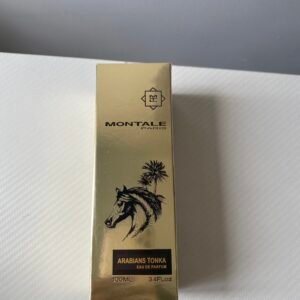 MONTALE
PARIS
ARABIANS TONKA
EAU DE PARFUM
100ML 3.4FL.oz